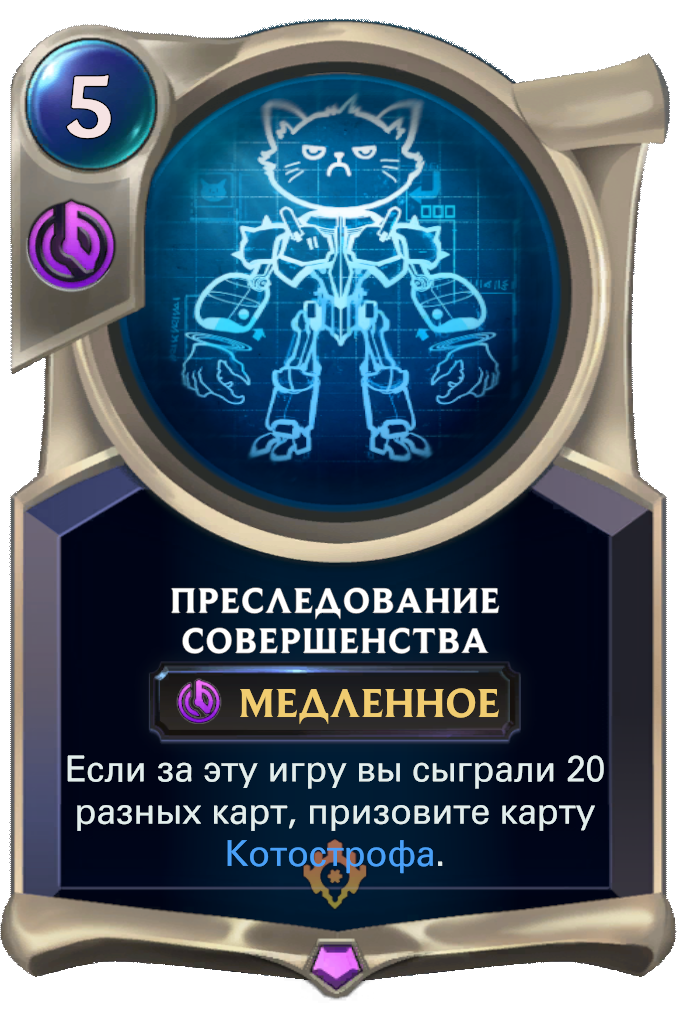 5
ПРЕСЛЕДОВАНИЕ
СОВЕРШЕНСТВА
МЕДЛЕННОЕ
Если за эту игру вы сыграли 20
разных карт, призовите карту
Котострофа.